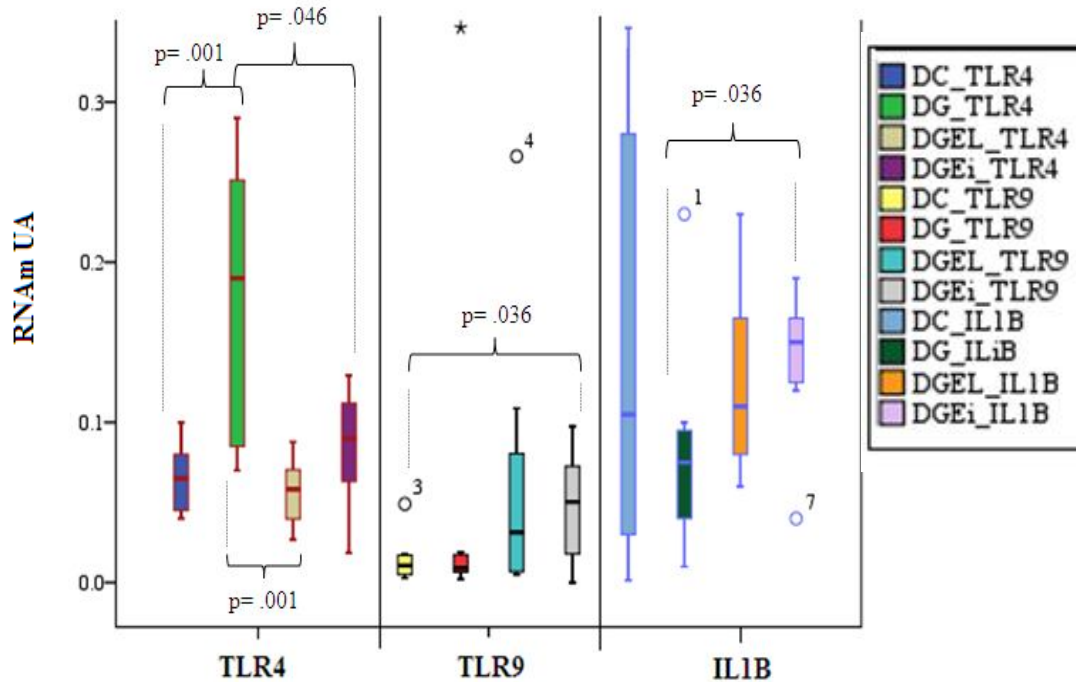 p= .046
p= .001
0.3
0.2
0.1
0.0
RNAm UA
p= .001
*
4
p= .036
3
p= .036
1
7
TLR4
TLR9
IL1B
DC_TLR4
DG_TLR4
DGEL_TLR4
DGEi_TLR4
DC_TLR9
DG_TLR9
DGEL_TLR9
DGEi_TLR9
DC_IL1B
DG_ILiB
DGEL_IL1B
DGEi_IL1B